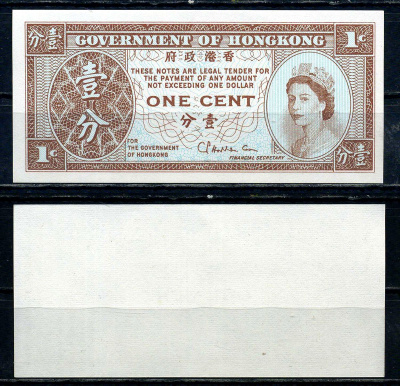 分壹 GOVERNMENT OF HONGKONG 1¢
府政港香
THESE NOTES ARE LEGAL TENDER FOR
THE PAYMENT OF ANY AMOUNT
NOT EXCEEDING ONE DOLLAR
壹分
ONE CENT
分壹
FOR
THE GOVERNMENT
OF HONGKONG
FINANCIAL SECRETARY
1¢ 分壹